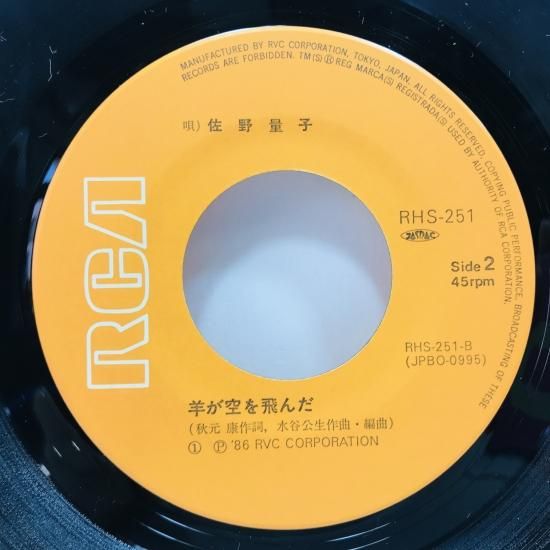 MANUFACTURED BY RVC CORPORATION, TOKYO, JAPAN. ALL RIGHTS RESERVED. COPYING PUBLIC PERFORMANCE, BROADCASTING OF THESE
RECORDS ARE FORBIDDEN. TM(S) ® REG MARCA(S) REGISTRADA(S) USED BY AUTHORITY OF RCA CORPORATION.
唄) 佐野量子
RCA
RHS-251
JASRAC
Side 2
45rpm
RHS-251-B
(JPBO-0995)
羊が空を飛んだ
(秋元 康作詞, 水谷公生作曲・編曲)
① Ⓟ '86 RVC CORPORATION